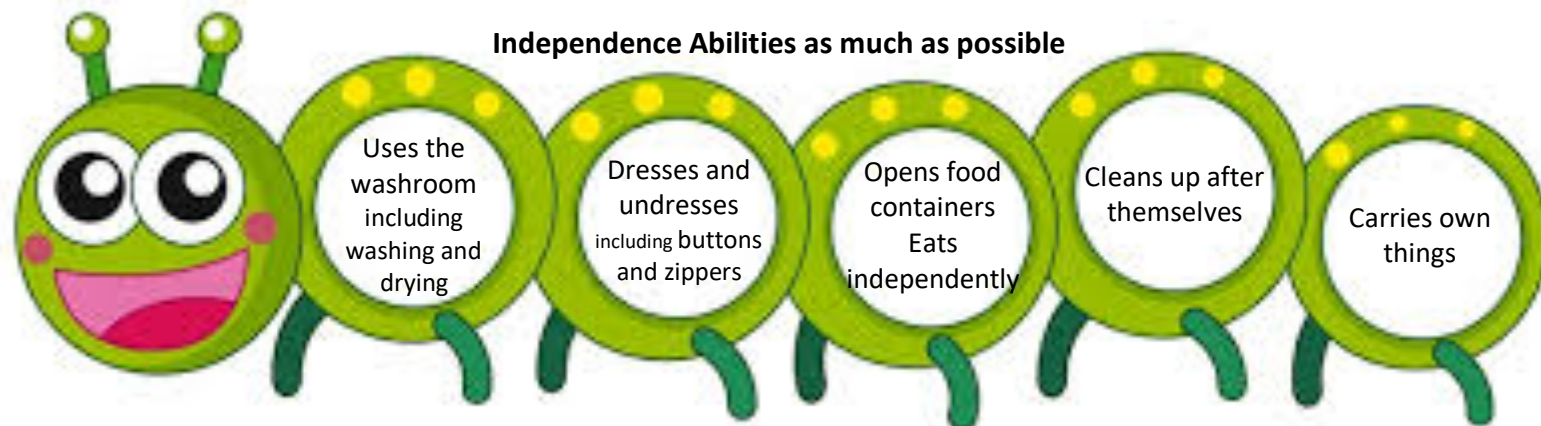 Independence Abilities as much as possible
Uses the
washroom
including
washing and
drying
Dresses and
undresses
including buttons
and zippers
Opens food
containers
Eats
independently
Cleans up after
themselves
Carries own
things